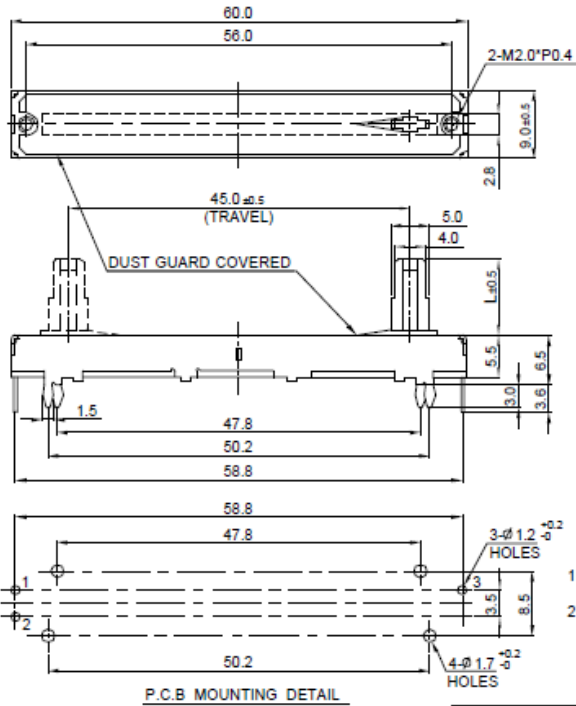 60.0
56.0
2-M2.0*P0.4
9.0±0.5
2.8
45.0±0.5
(TRAVEL)
5.0
4.0
DUST GUARD COVERED
L±0.5
5.5
6.5
3.0
3.6
1.5
47.8
50.2
58.8
58.8
47.8
3-Ø1.2 +0.2 -0
HOLES
1
3
1
2
2
3.5
8.5
50.2
4-Ø1.7 +0.2 -0
HOLES
P.C.B MOUNTING DETAIL